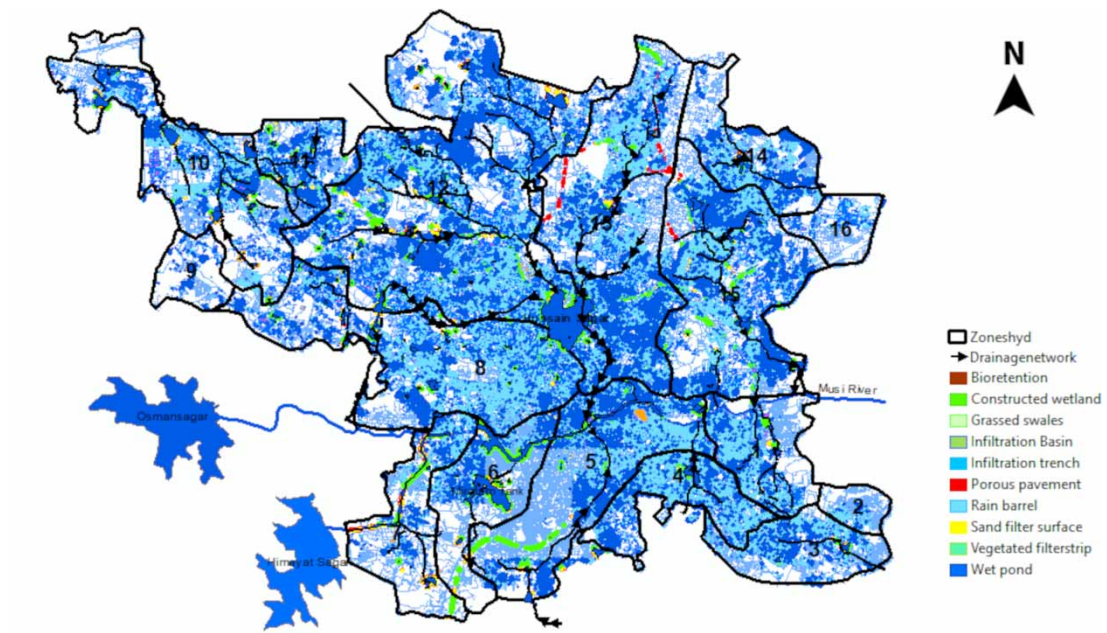 N
14
10
11
12
16
13
9
15
8
Musi River
Osmansagar
6
5
4
1
2
3
Himayat Sagar
Zoneshyd
Drainagenetwork
Bioretention
Constructed wetland
Grassed swales
Infiltration Basin
Infiltration trench
Porous pavement
Rain barrel
Sand filter surface
Vegetated filterstrip
Wet pond